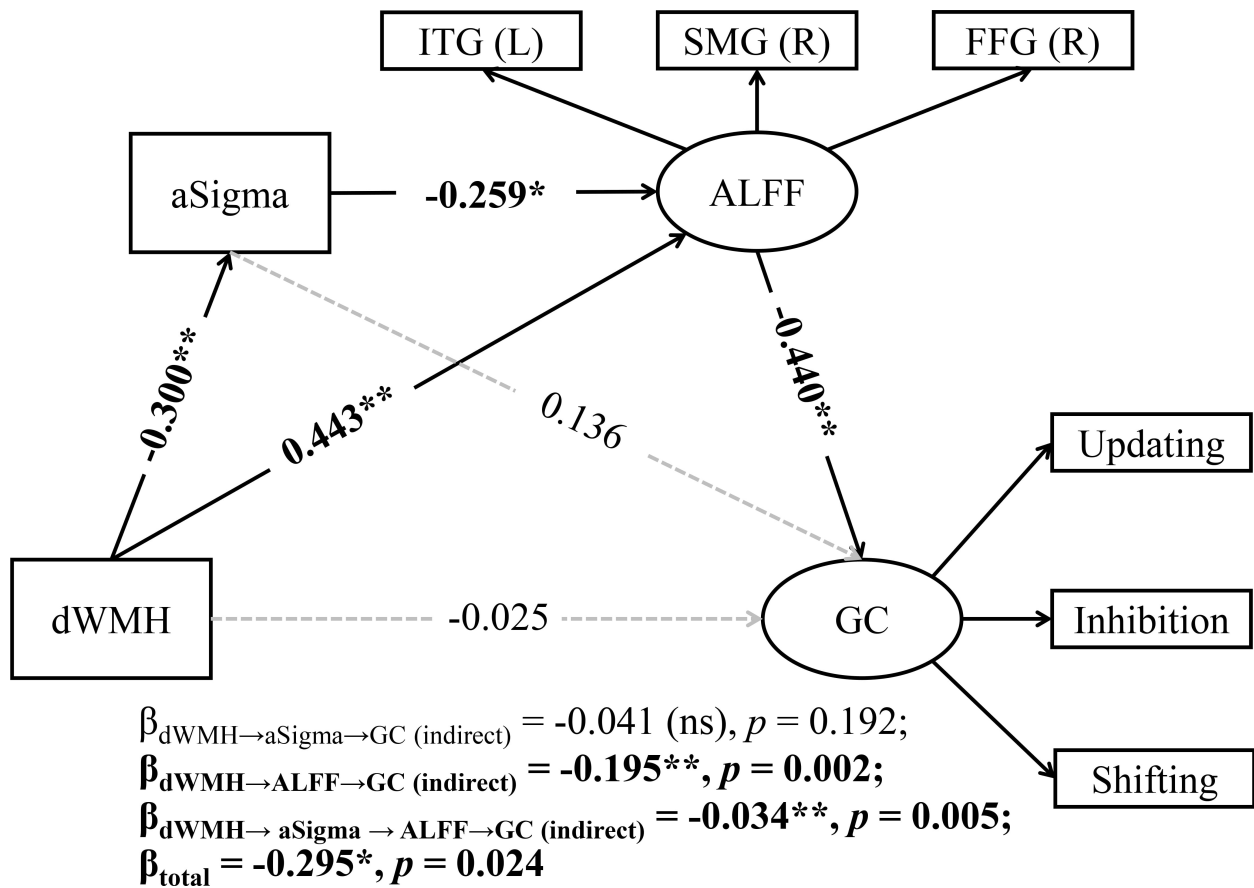 ITG (L)
SMG (R)
FFG (R)
aSigma
-0.259*
ALFF
-0.300**
0.443**
0.136
-0.440**
Updating
dWMH
-0.025
GC
Inhibition
Shifting
βdWMH→aSigma→GC (indirect) = -0.041 (ns), p = 0.192;
βdWMH→ALFF→GC (indirect) = -0.195**, p = 0.002;
βdWMH→ aSigma → ALFF→GC (indirect) = -0.034**, p = 0.005;
βtotal = -0.295*, p = 0.024